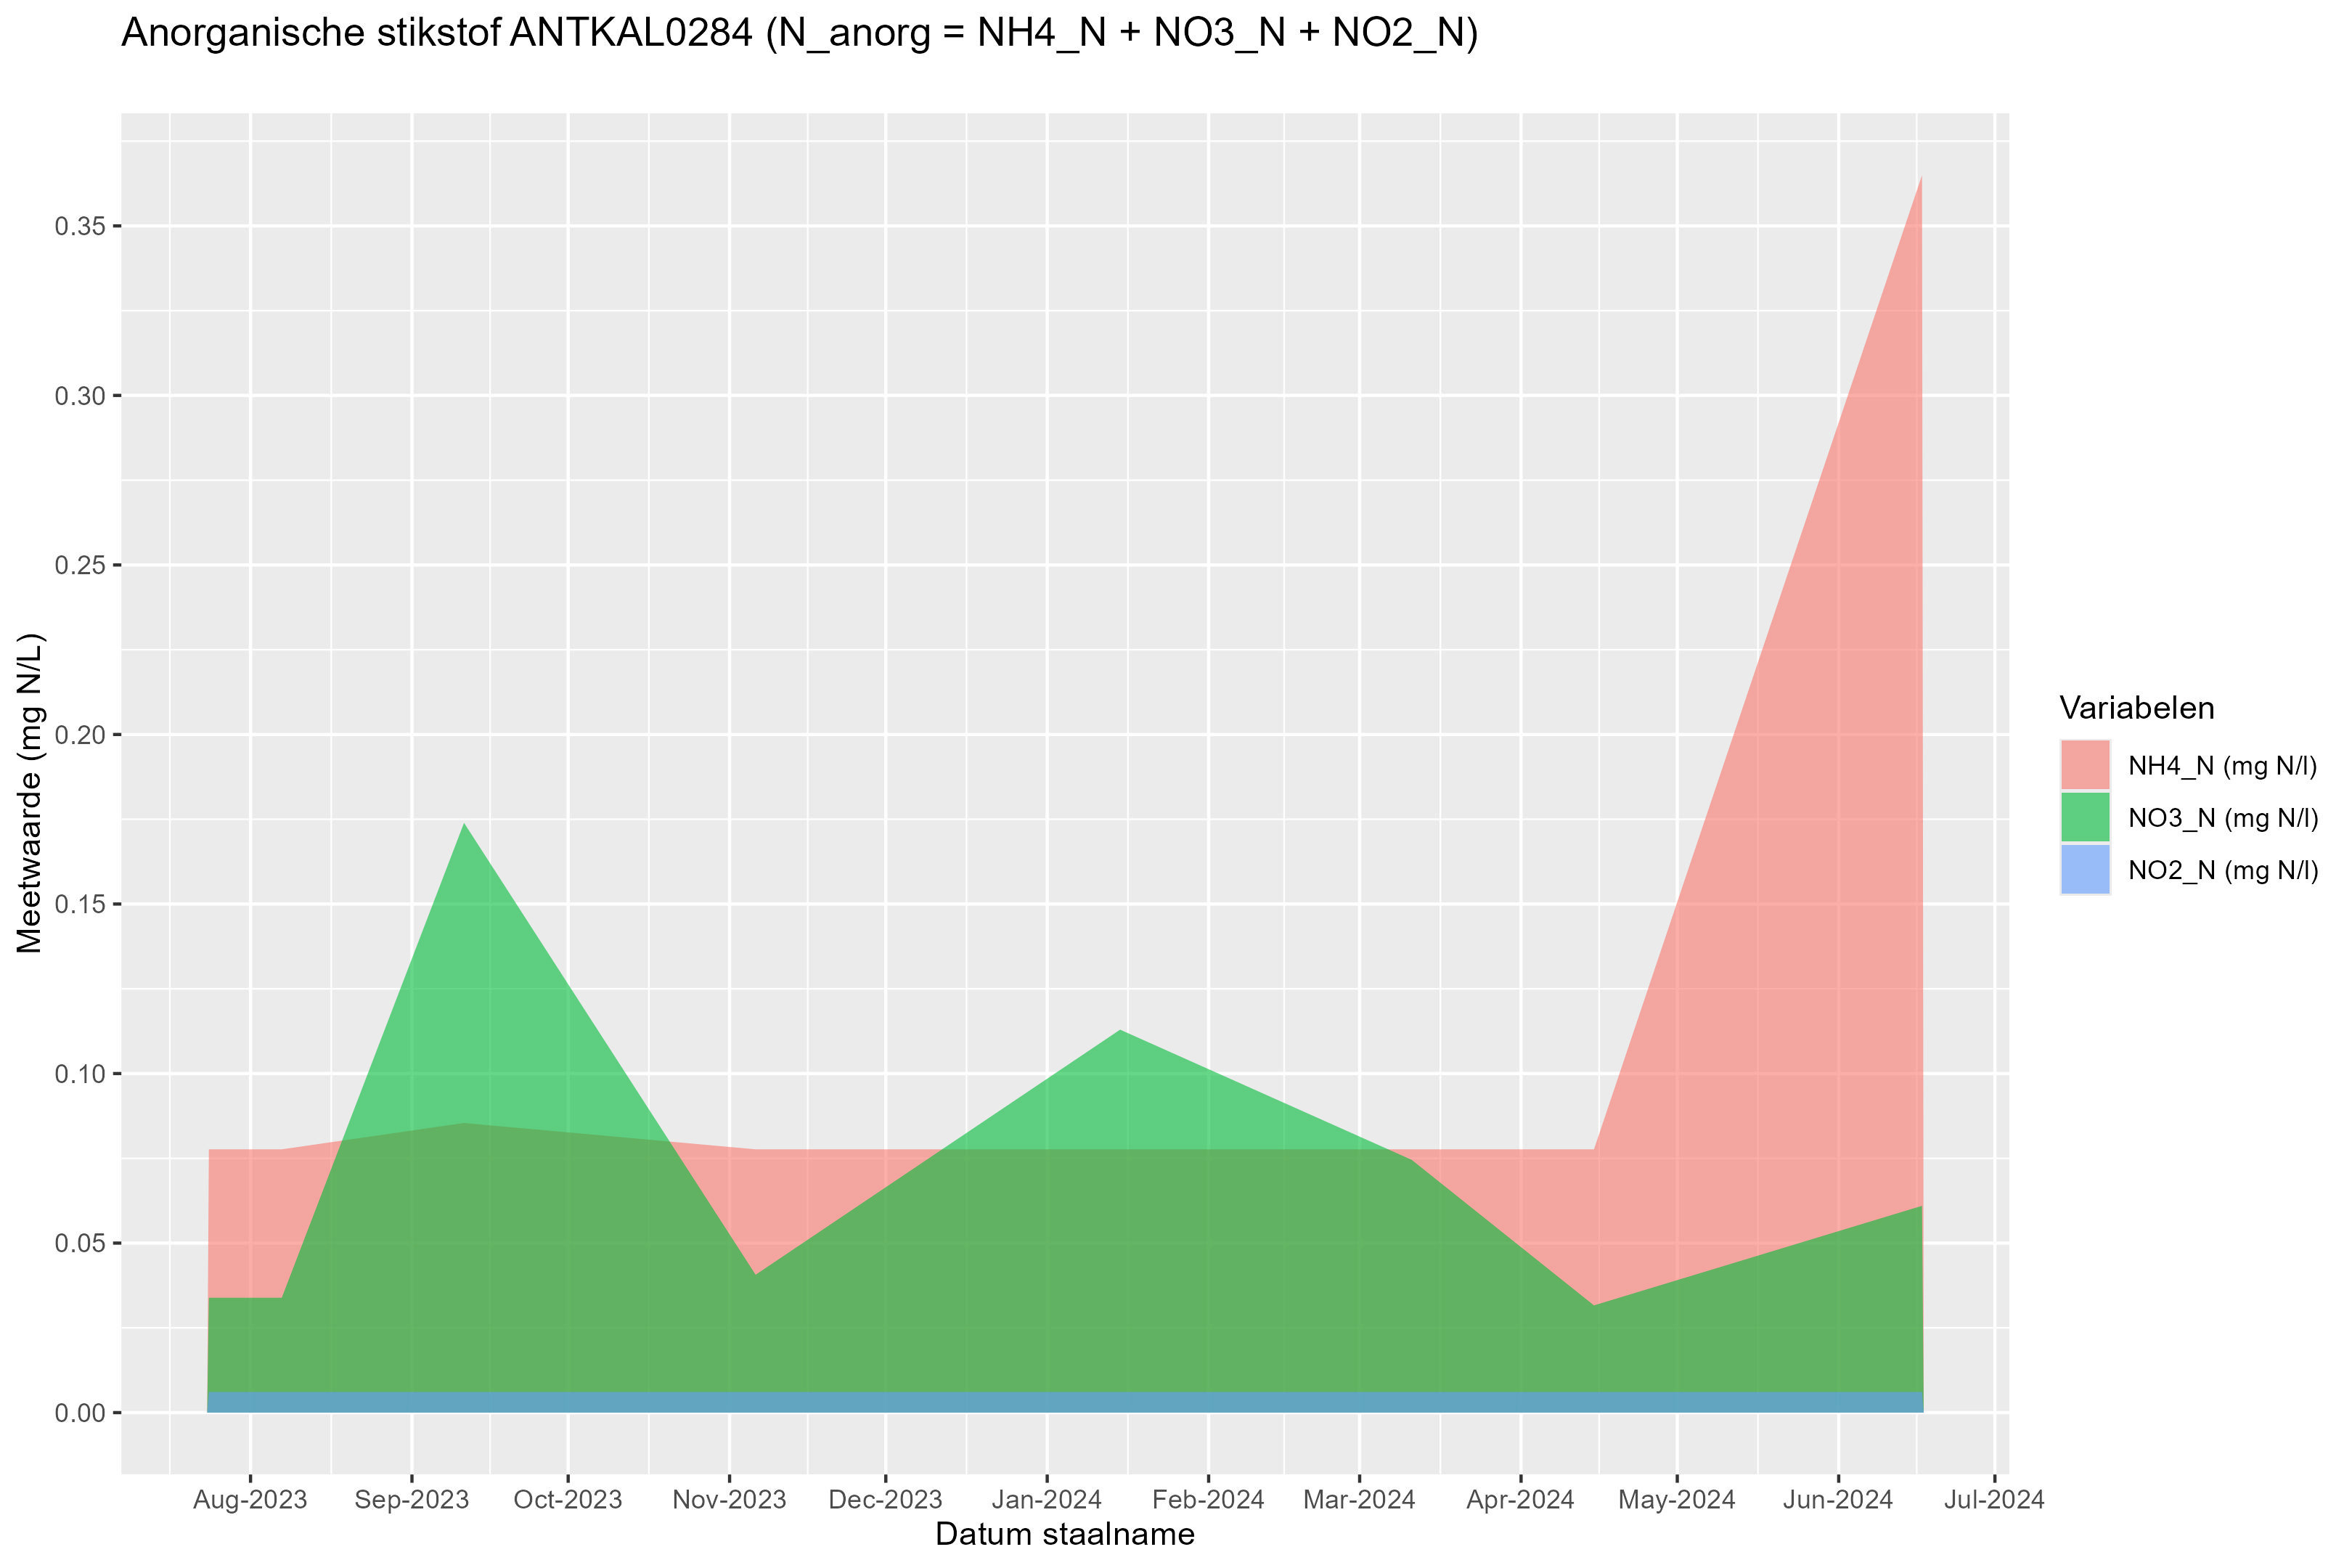 Anorganische stikstof ANTKAL0284 (N_anorg = NH4_N + NO3_N + NO2_N)
Meetwaarde (mg N/L)
0.35
0.30
0.25
0.20
0.15
0.10
0.05
0.00
Aug-2023
Sep-2023
Oct-2023
Nov-2023
Dec-2023
Jan-2024
Feb-2024
Mar-2024
Apr-2024
May-2024
Jun-2024
Jul-2024
Datum staalname
Variabelen
NH4_N (mg N/l)
NO3_N (mg N/l)
NO2_N (mg N/l)